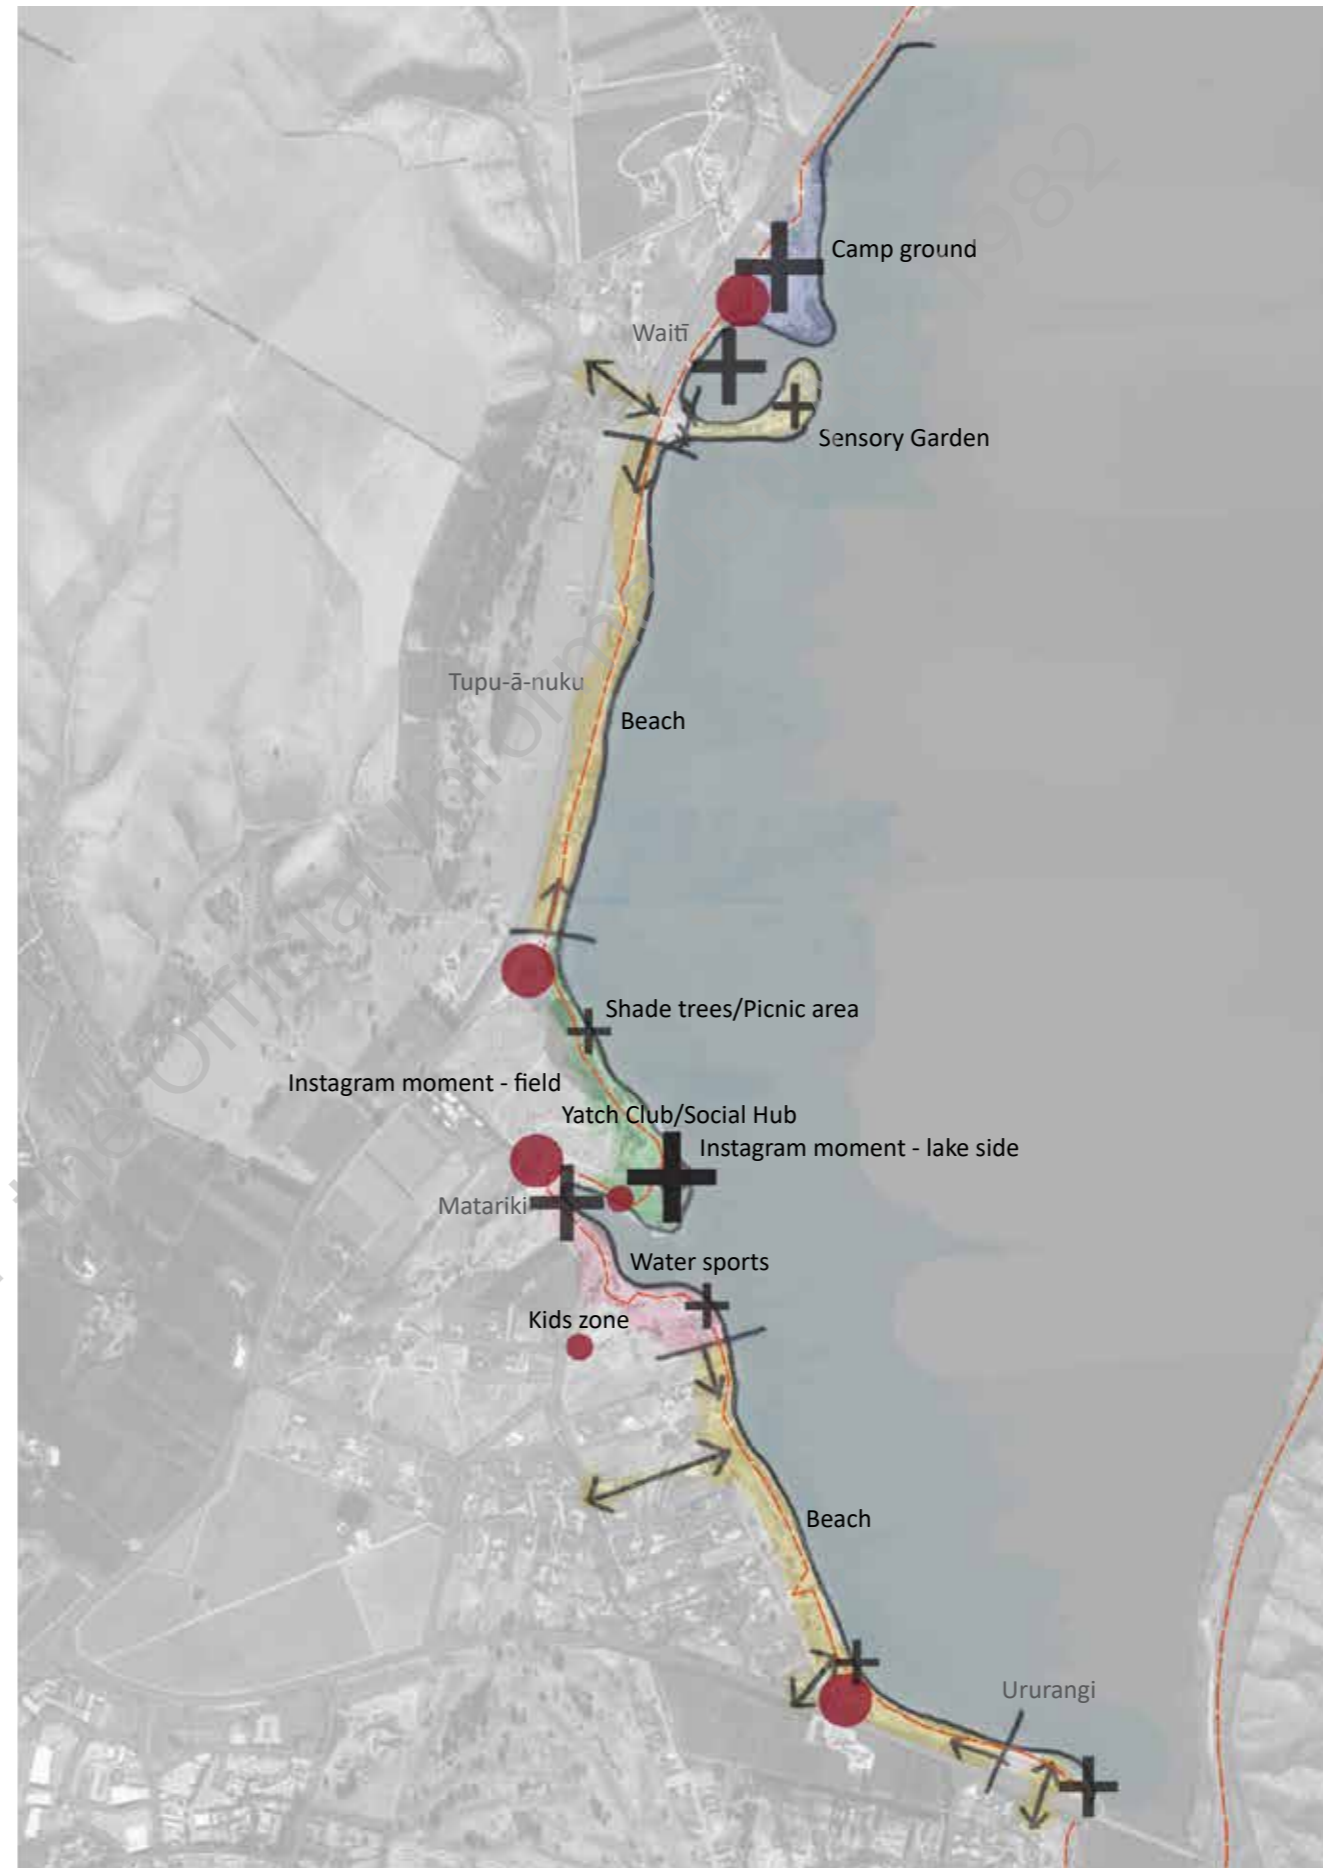 1982
Camp ground
Waitī
Sensory Garden
Tupu-ā-nuku
Beach
Shade trees/Picnic area
Instagram moment - field
Yatch Club/Social Hub
Instagram moment - lake side
Matariki
Water sports
Kids zone
Beach
Ururangi